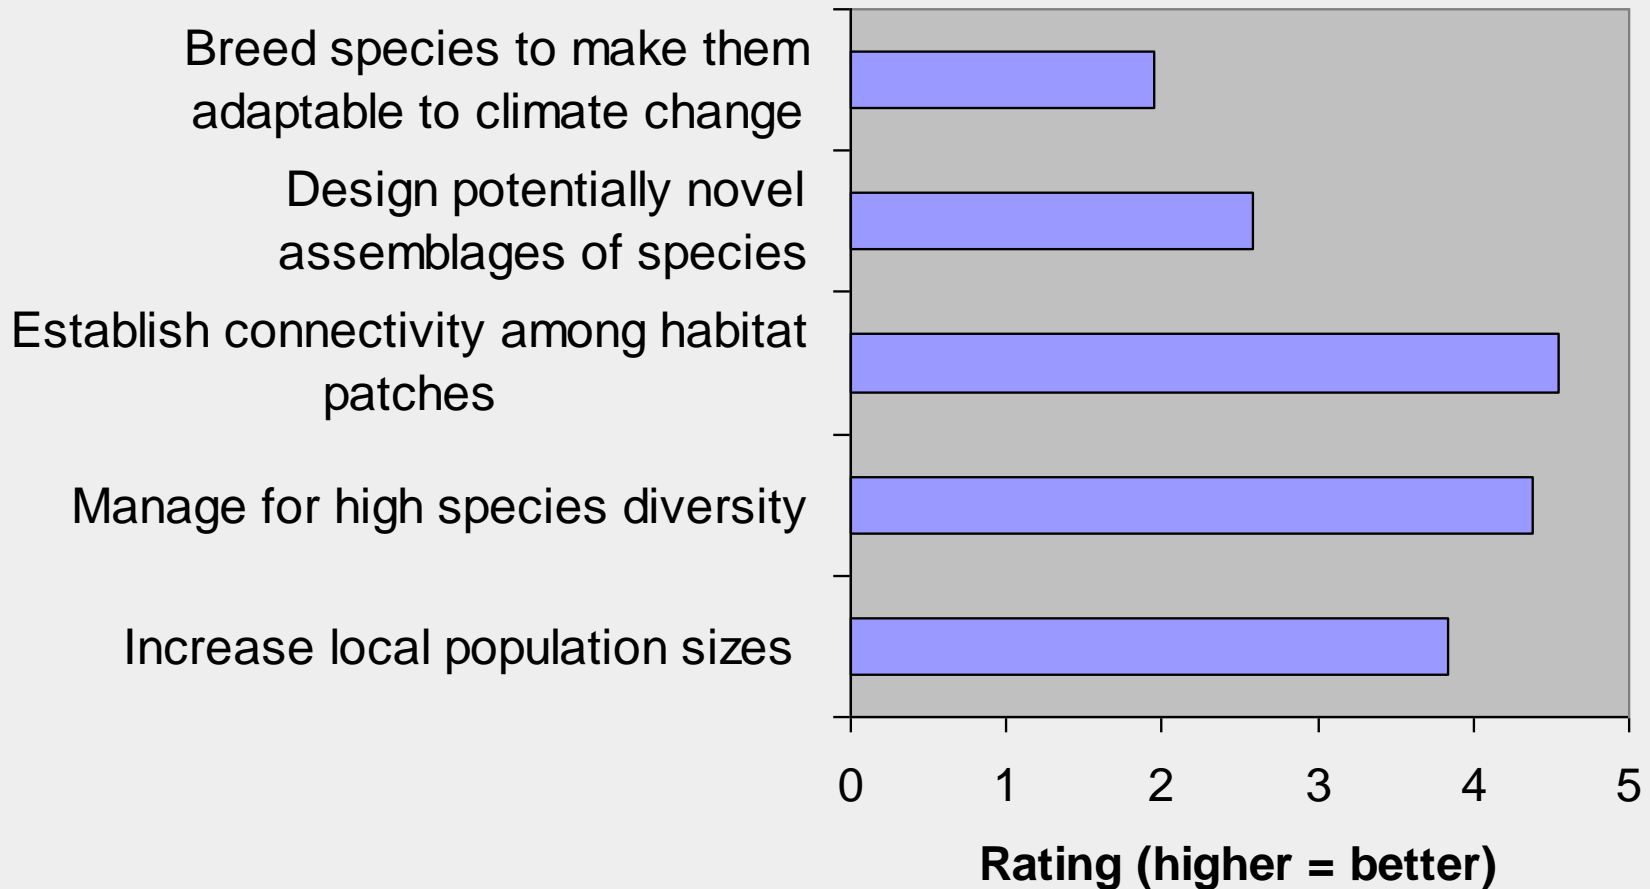 Breed species to make them
adaptable to climate change
Design potentially novel
assemblages of species
Establish connectivity among habitat
patches
Manage for high species diversity
Increase local population sizes
0 1 2 3 4 5
Rating (higher = better)